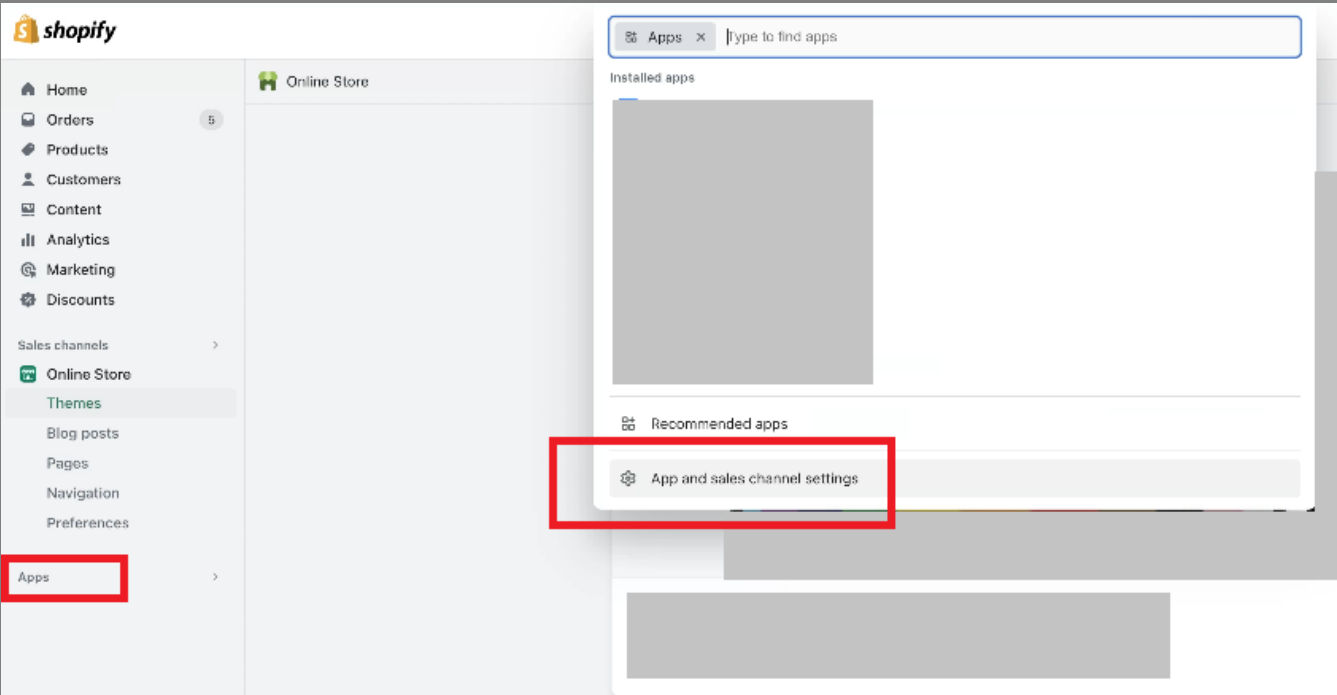 shopify
Home
Orders 5
Products
Customers
Content
Analytics
Marketing
Discounts
Sales channels
Online Store
Themes
Blog posts
Pages
Navigation
Preferences
Apps
Online Store
Apps Type to find apps
Installed apps
Recommended apps
App and sales channel settings